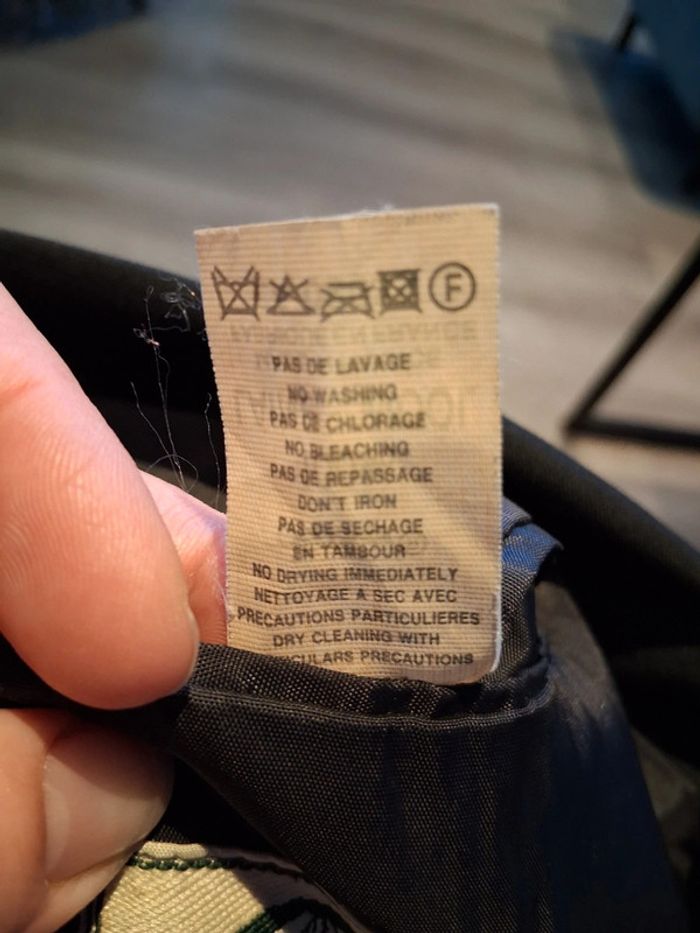 F
PAS DE LAVAGE
NO WASHING
PAS DE CHLORAGE
NO BLEACHING
PAS DE REPASSAGE
DON'T IRON
PAS DE SECHAGE
EN TAMBOUR
NO DRYING IMMEDIATELY
NETTOYAGE A SEC AVEC
PRECAUTIONS PARTICULIERES
DRY CLEANING WITH
PRECAUTIONS